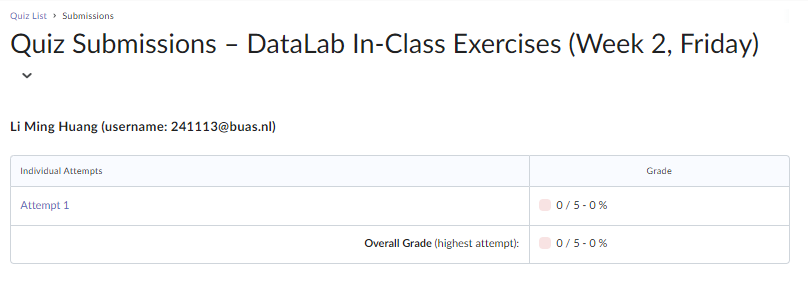 Quiz List › Submissions
Quiz Submissions – DataLab In-Class Exercises (Week 2, Friday)
Li Ming Huang (username: 241113@buas.nl)
Individual Attempts Grade
Attempt 1 0 / 5 - 0 %
Overall Grade (highest attempt): 0 / 5 - 0 %